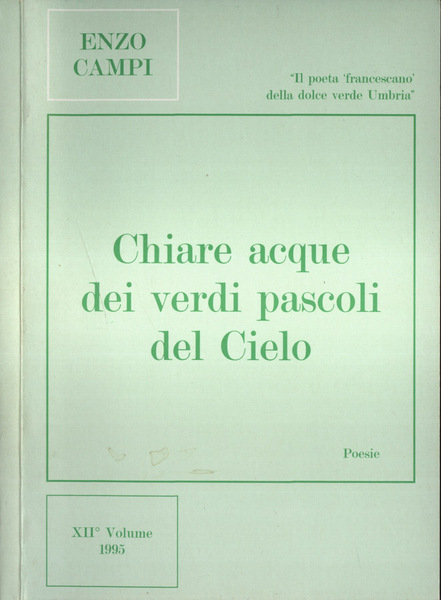 ENZO
CAMPI
"Il poeta 'francescano'
della dolce verde Umbria"
Chiare acque
dei verdi pascoli
del Cielo
Poesie
XII° Volume
1995